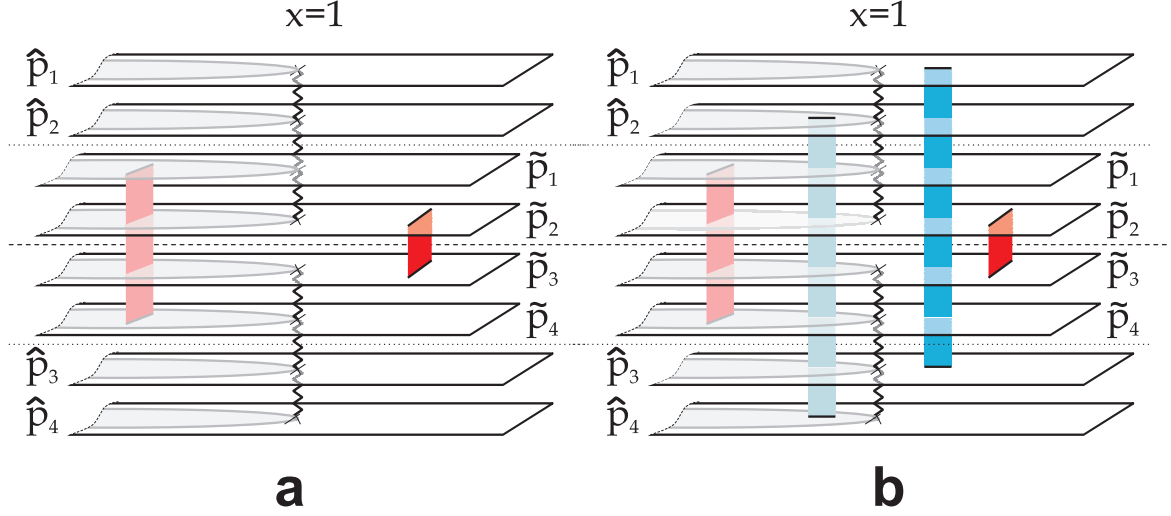 x=1 x=1
p̂₁ p̂₁
p̂₂ p̂₂
p̃₁ p̃₁
p̃₂ p̃₂
p̃₃ p̃₃
p̃₄ p̃₄
p̂₃ p̂₃
p̂₄ p̂₄
a b